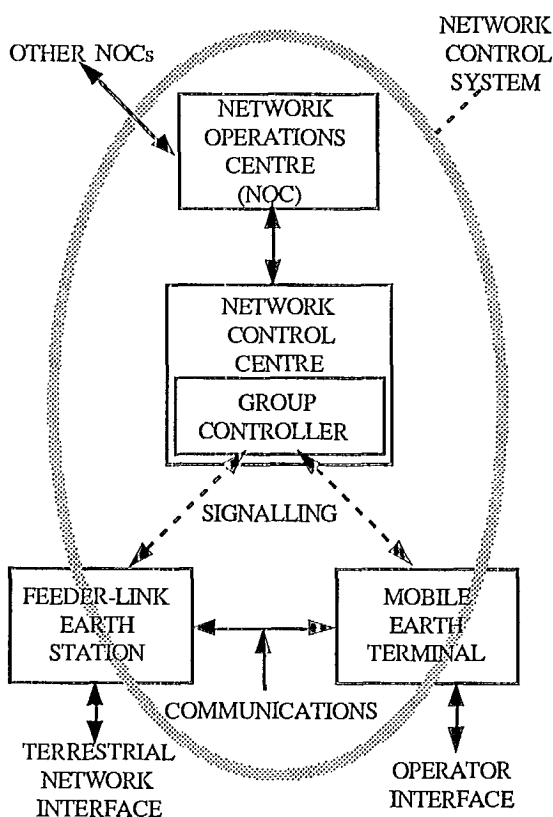 OTHER NOCs
NETWORK
CONTROL
SYSTEM
NETWORK
OPERATIONS
CENTRE
(NOC)
NETWORK
CONTROL
CENTRE
GROUP
CONTROLLER
SIGNALLING
FEEDER-LINK
EARTH
STATION
MOBILE
EARTH
TERMINAL
COMMUNICATIONS
TERRESTRIAL
NETWORK
INTERFACE
OPERATOR
INTERFACE